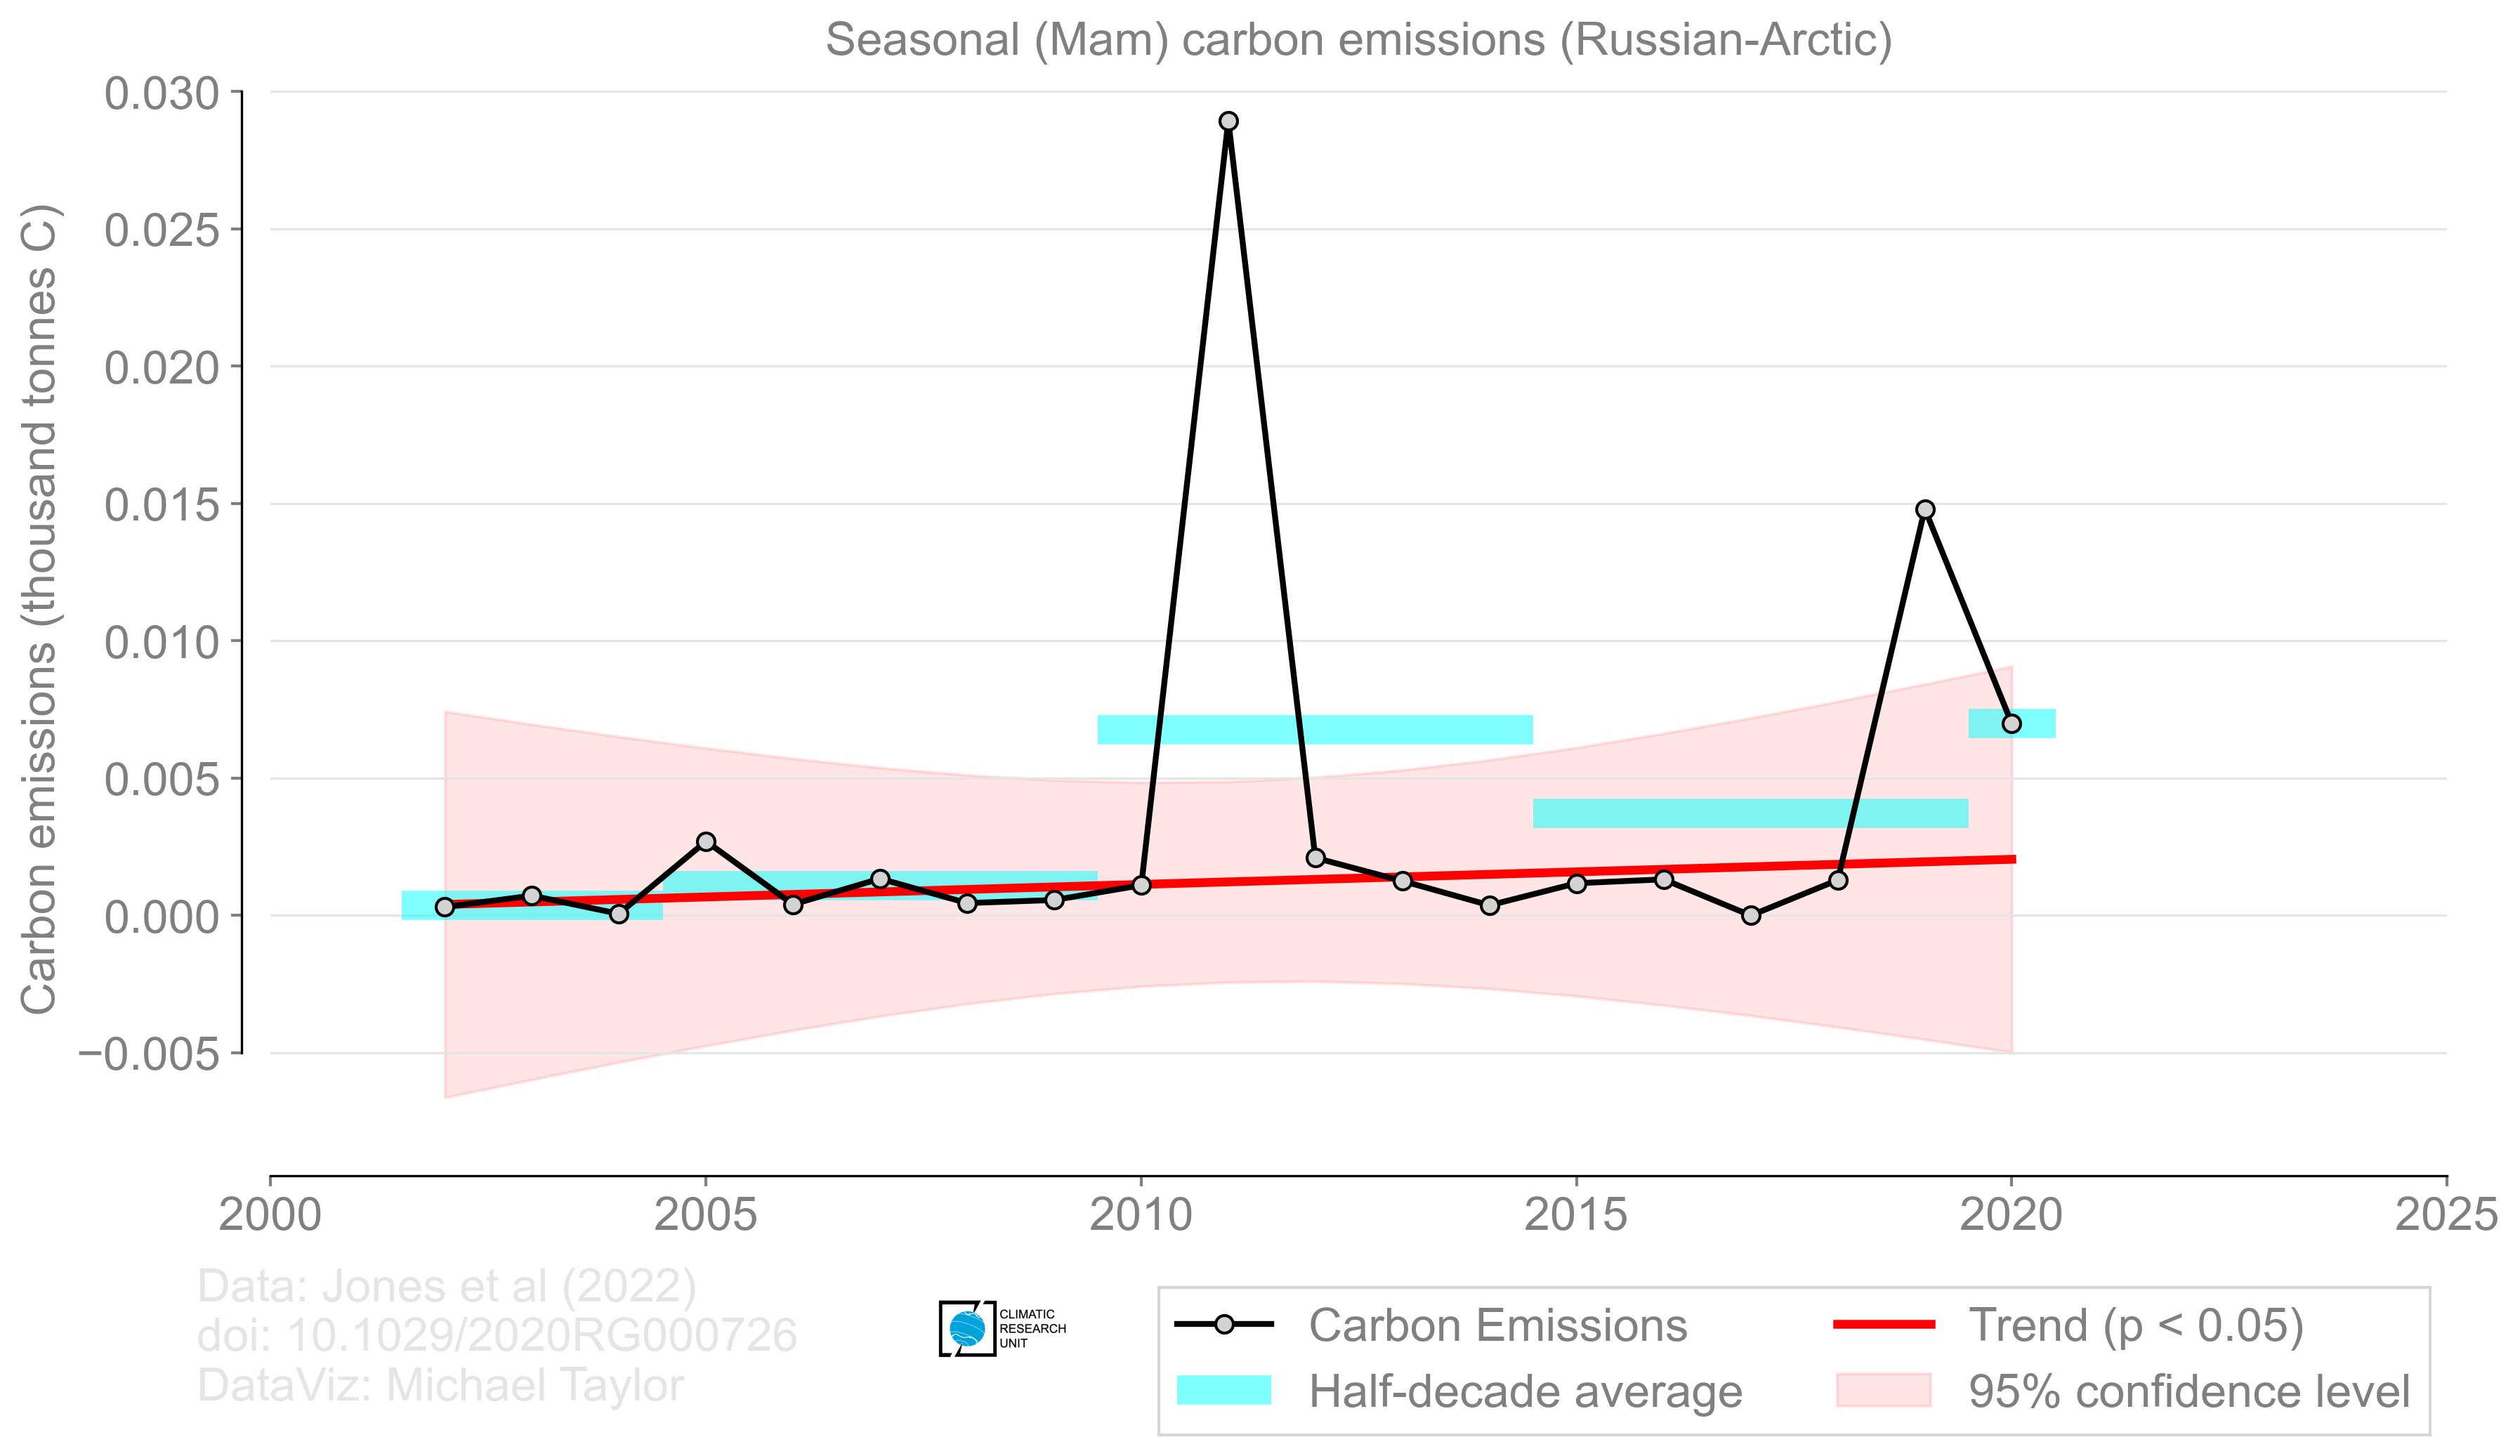 Seasonal (Mam) carbon emissions (Russian-Arctic)
Carbon emissions (thousand tonnes C)
0.030
0.025
0.020
0.015
0.010
0.005
0.000
−0.005
2000 2005 2010 2015 2020 2025
Data: Jones et al (2022)
doi: 10.1029/2020RG000726
DataViz: Michael Taylor
CLIMATIC
RESEARCH
UNIT
Carbon Emissions
Half-decade average
Trend (p < 0.05)
95% confidence level